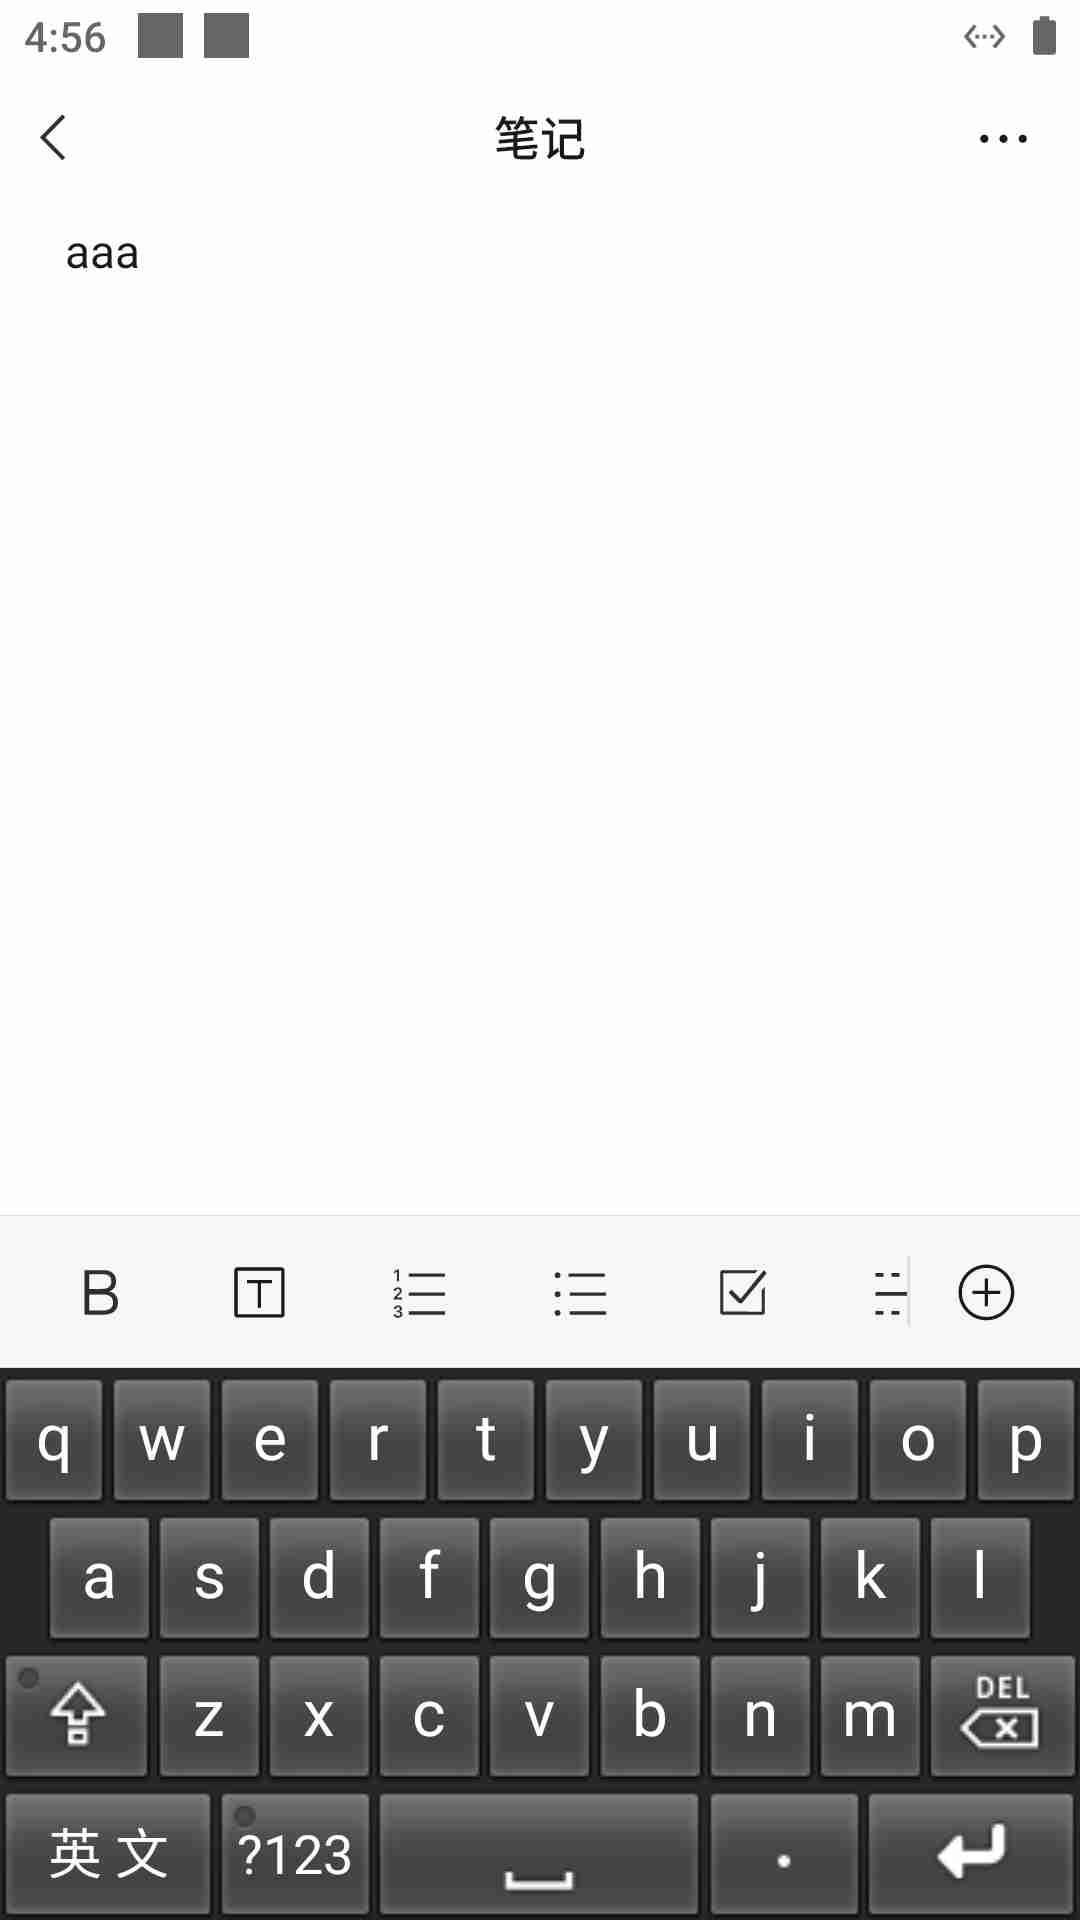 4:56
笔记
aaa
B T 1 2 3
q w e r t y u i o p
a s d f g h j k l
z x c v b n m DEL
英文 ?123 .